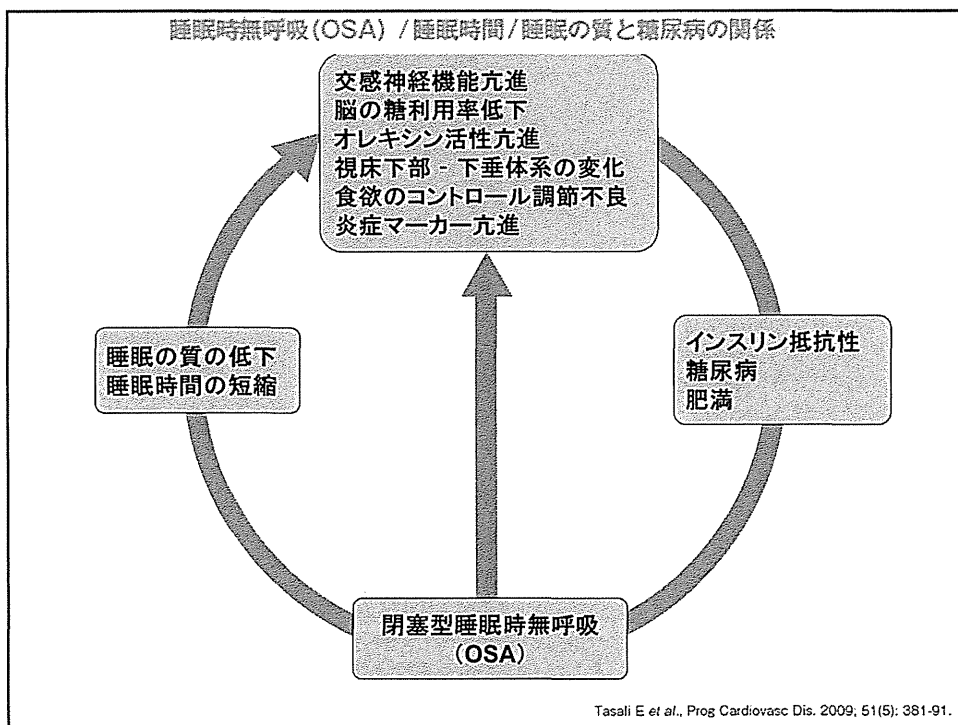 睡眠時無呼吸(OSA) /睡眠時間/睡眠の質と糖尿病の関係
交感神経機能亢進
脳の糖利用率低下
オレキシン活性亢進
視床下部 - 下垂体系の変化
食欲のコントロール調節不良
炎症マーカー亢進
睡眠の質の低下
睡眠時間の短縮
インスリン抵抗性
糖尿病
肥満
閉塞型睡眠時無呼吸
(OSA)
Tasali E et al., Prog Cardiovasc Dis. 2009; 51(5): 381-91.